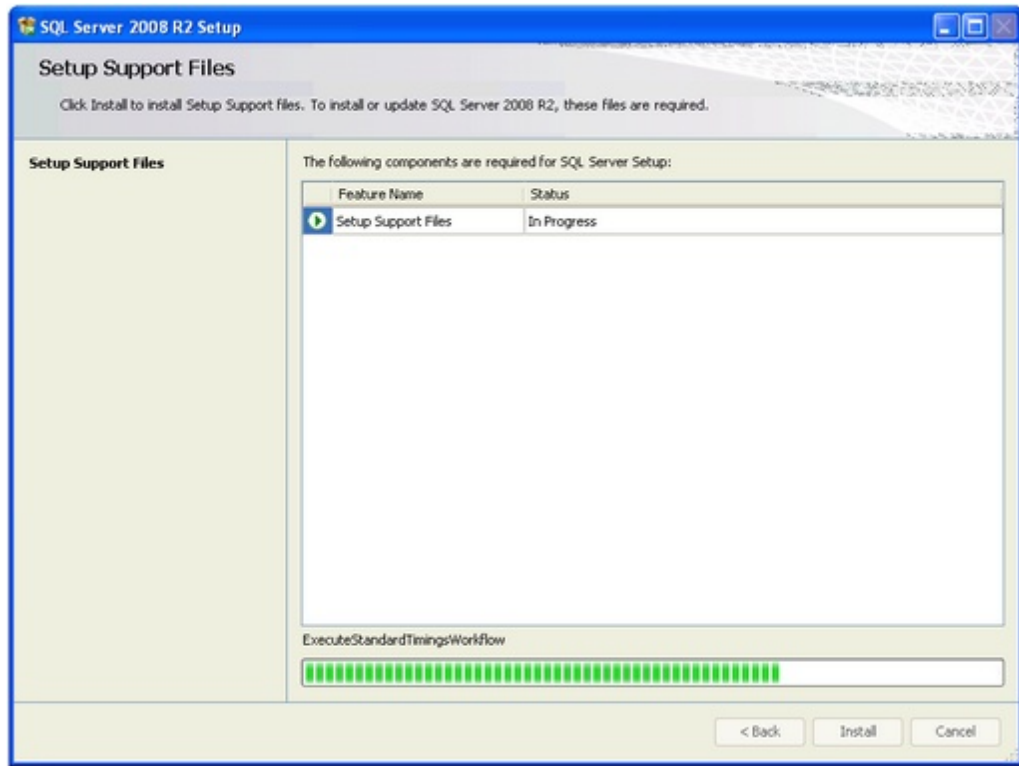 SQL Server 2008 R2 Setup
Setup Support Files
Click Install to install Setup Support files. To install or update SQL Server 2008 R2, these files are required.
Setup Support Files
The following components are required for SQL Server Setup:
Feature Name Status
Setup Support Files In Progress
ExecuteStandardTimingsWorkflow
< Back Install Cancel